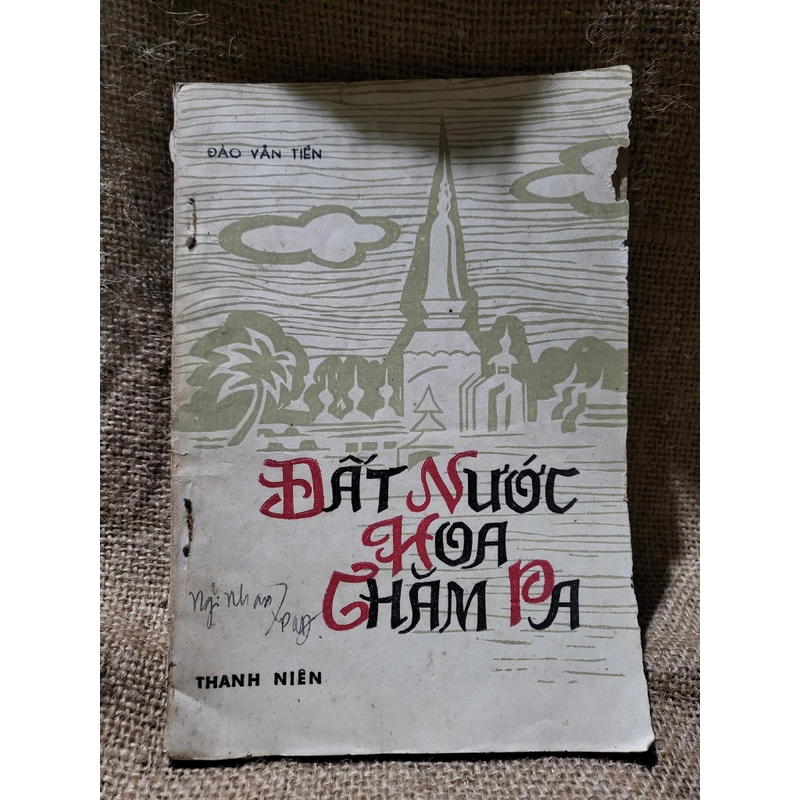 ĐÀO VĂN TIẾN
ĐẤT NƯỚC
HOA
CHĂM PA
THANH NIÊN